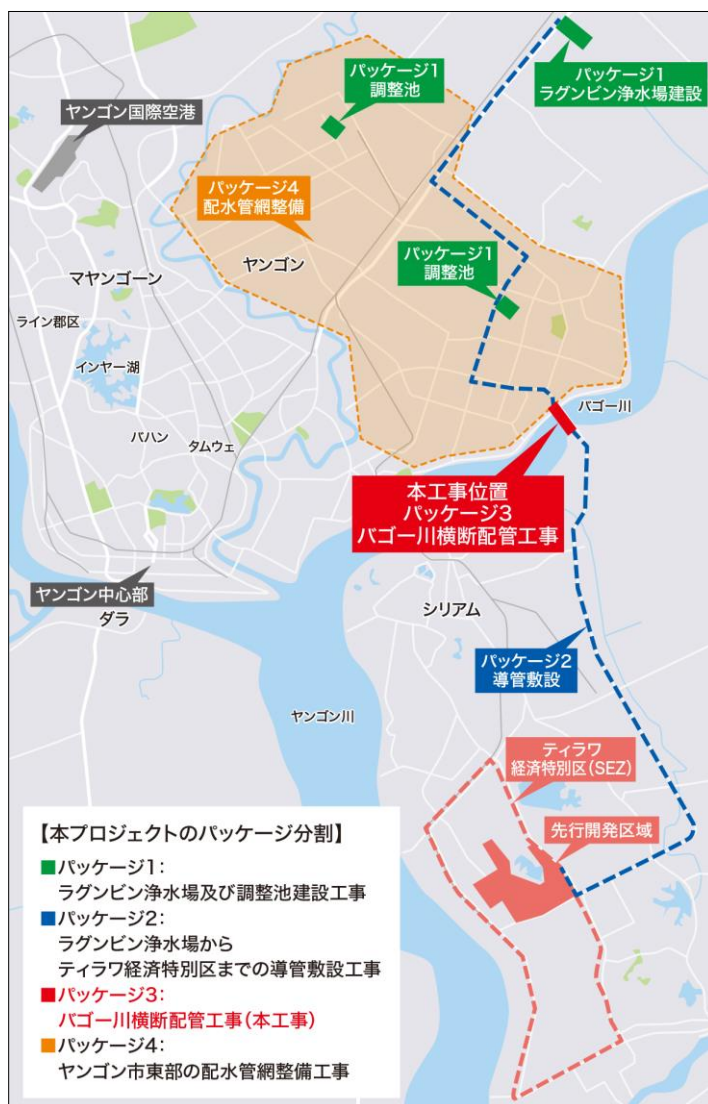 パッケージ1
調整池
パッケージ1
ラグンビン浄水場建設
ヤンゴン国際空港
パッケージ4
配水管網整備
ヤンゴン
パッケージ1
調整池
マヤンゴーン
ライン郡区
インヤー湖
バハン
タムウェ
バゴー川
本工事位置
パッケージ3
バゴー川横断配管工事
ヤンゴン中心部
ダラ
シリアム
パッケージ2
導管敷設
ヤンゴン川
ティラワ
経済特別区(SEZ)
先行開発区域
【本プロジェクトのパッケージ分割】
■パッケージ1:
ラグンビン浄水場及び調整池建設工事
■パッケージ2:
ラグンビン浄水場から
ティラワ経済特別区までの導管敷設工事
■パッケージ3:
バゴー川横断配管工事(本工事)
■パッケージ4:
ヤンゴン市東部の配水管網整備工事